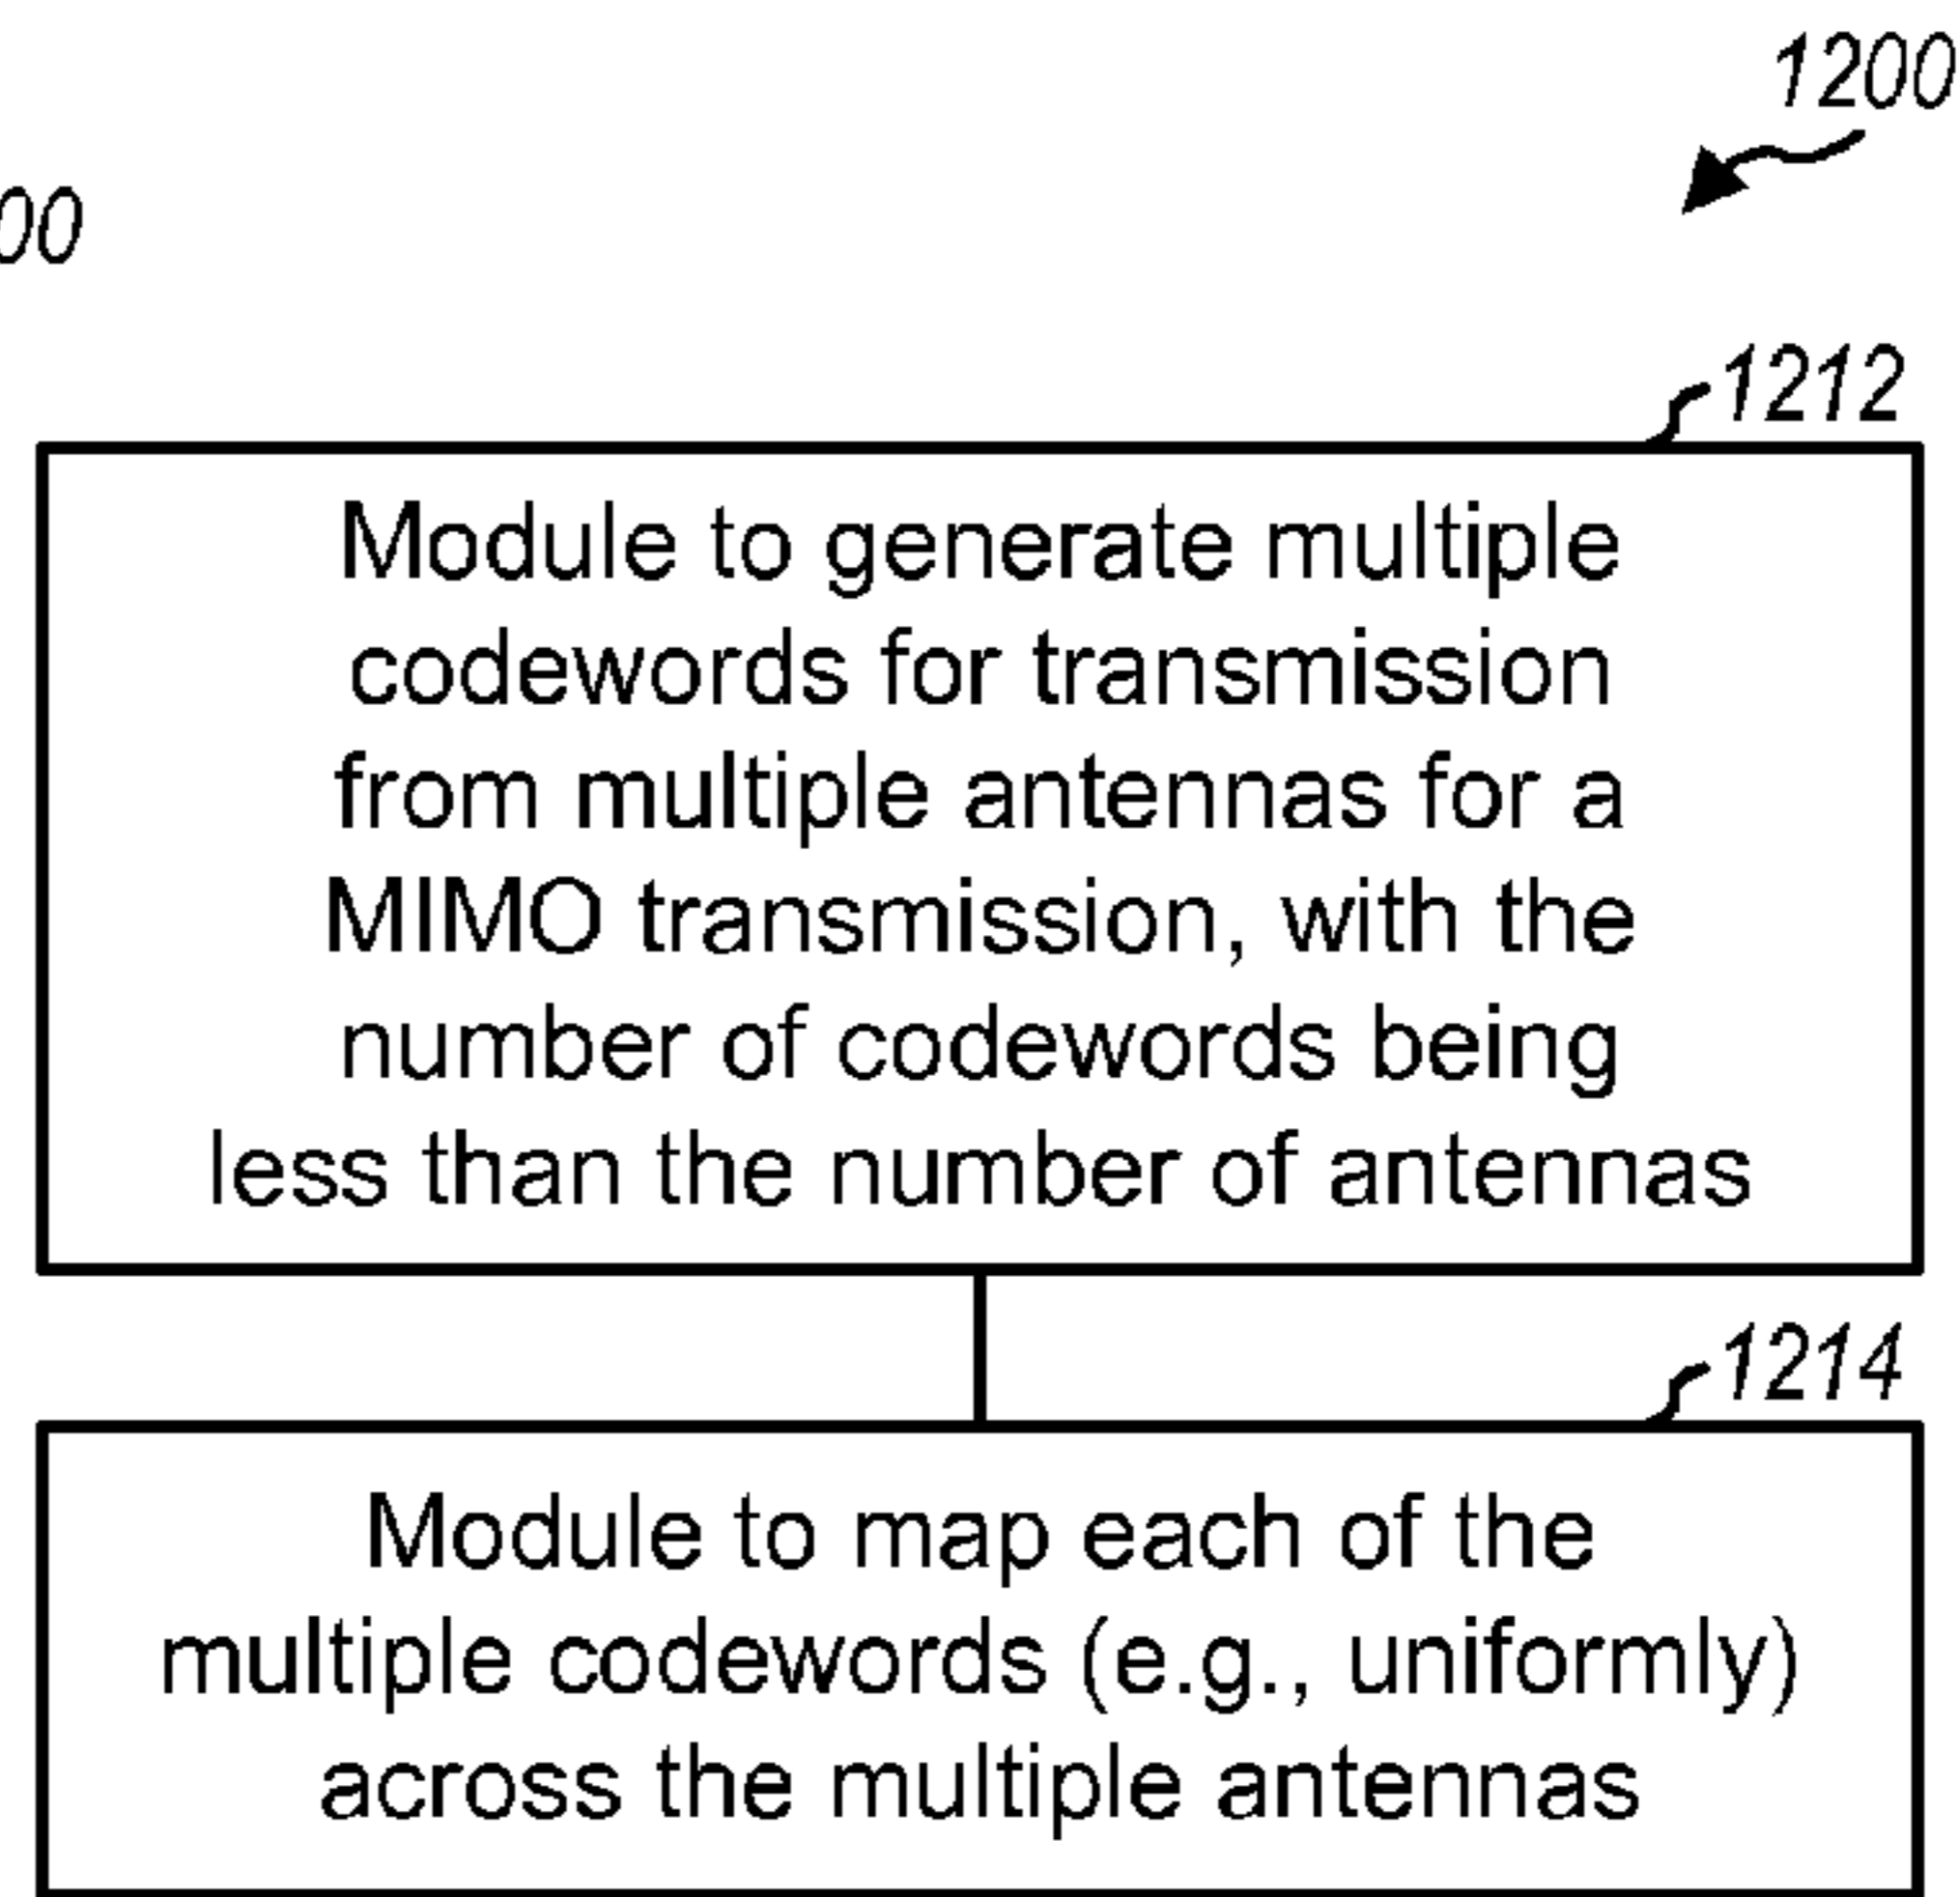 1200
00
1212
Module to generate multiple
codewords for transmission
from multiple antennas for a
MIMO transmission, with the
number of codewords being
less than the number of antennas
1214
Module to map each of the
multiple codewords (e.g., uniformly)
across the multiple antennas